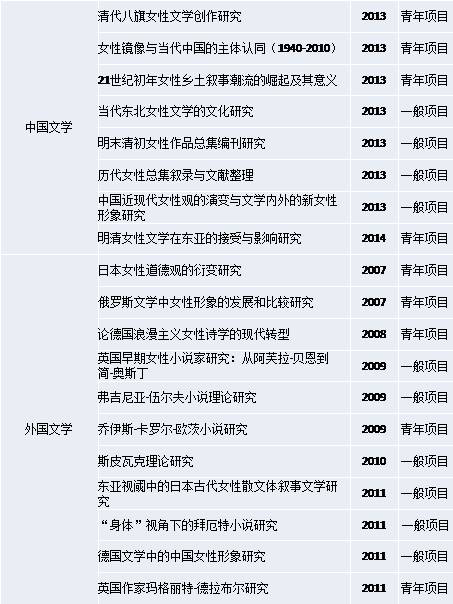 清代八旗女性文学创作研究 2013 青年项目
女性镜像与当代中国的主体认同（1940-2010） 2013 青年项目
21世纪初年女性乡土叙事潮流的崛起及其意义 2013 青年项目
当代东北女性文学的文化研究 2013 一般项目
中国文学
明末清初女性作品总集编刊研究 2013 一般项目
历代女性总集叙录与文献整理 2013 一般项目
中国近现代女性观的演变与文学内外的新女性
形象研究 2013 一般项目
明清女性文学在东亚的接受与影响研究 2014 青年项目
日本女性道德观的衍变研究 2007 青年项目
俄罗斯文学中女性形象的发展和比较研究 2007 青年项目
论德国浪漫主义女性诗学的现代转型 2008 青年项目
英国早期女性小说家研究：从阿芙拉-贝恩到
简-奥斯丁 2009 一般项目
弗吉尼亚-伍尔夫小说理论研究 2009 一般项目
外国文学
乔伊斯-卡罗尔-欧茨小说研究 2009 青年项目
斯皮瓦克理论研究 2010 一般项目
东亚视阈中的日本古代女性散文体叙事文学研
究 2011 一般项目
“身体”视角下的拜厄特小说研究 2011 一般项目
德国文学中的中国女性形象研究 2011 一般项目
英国作家玛格丽特-德拉布尔研究 2011 青年项目